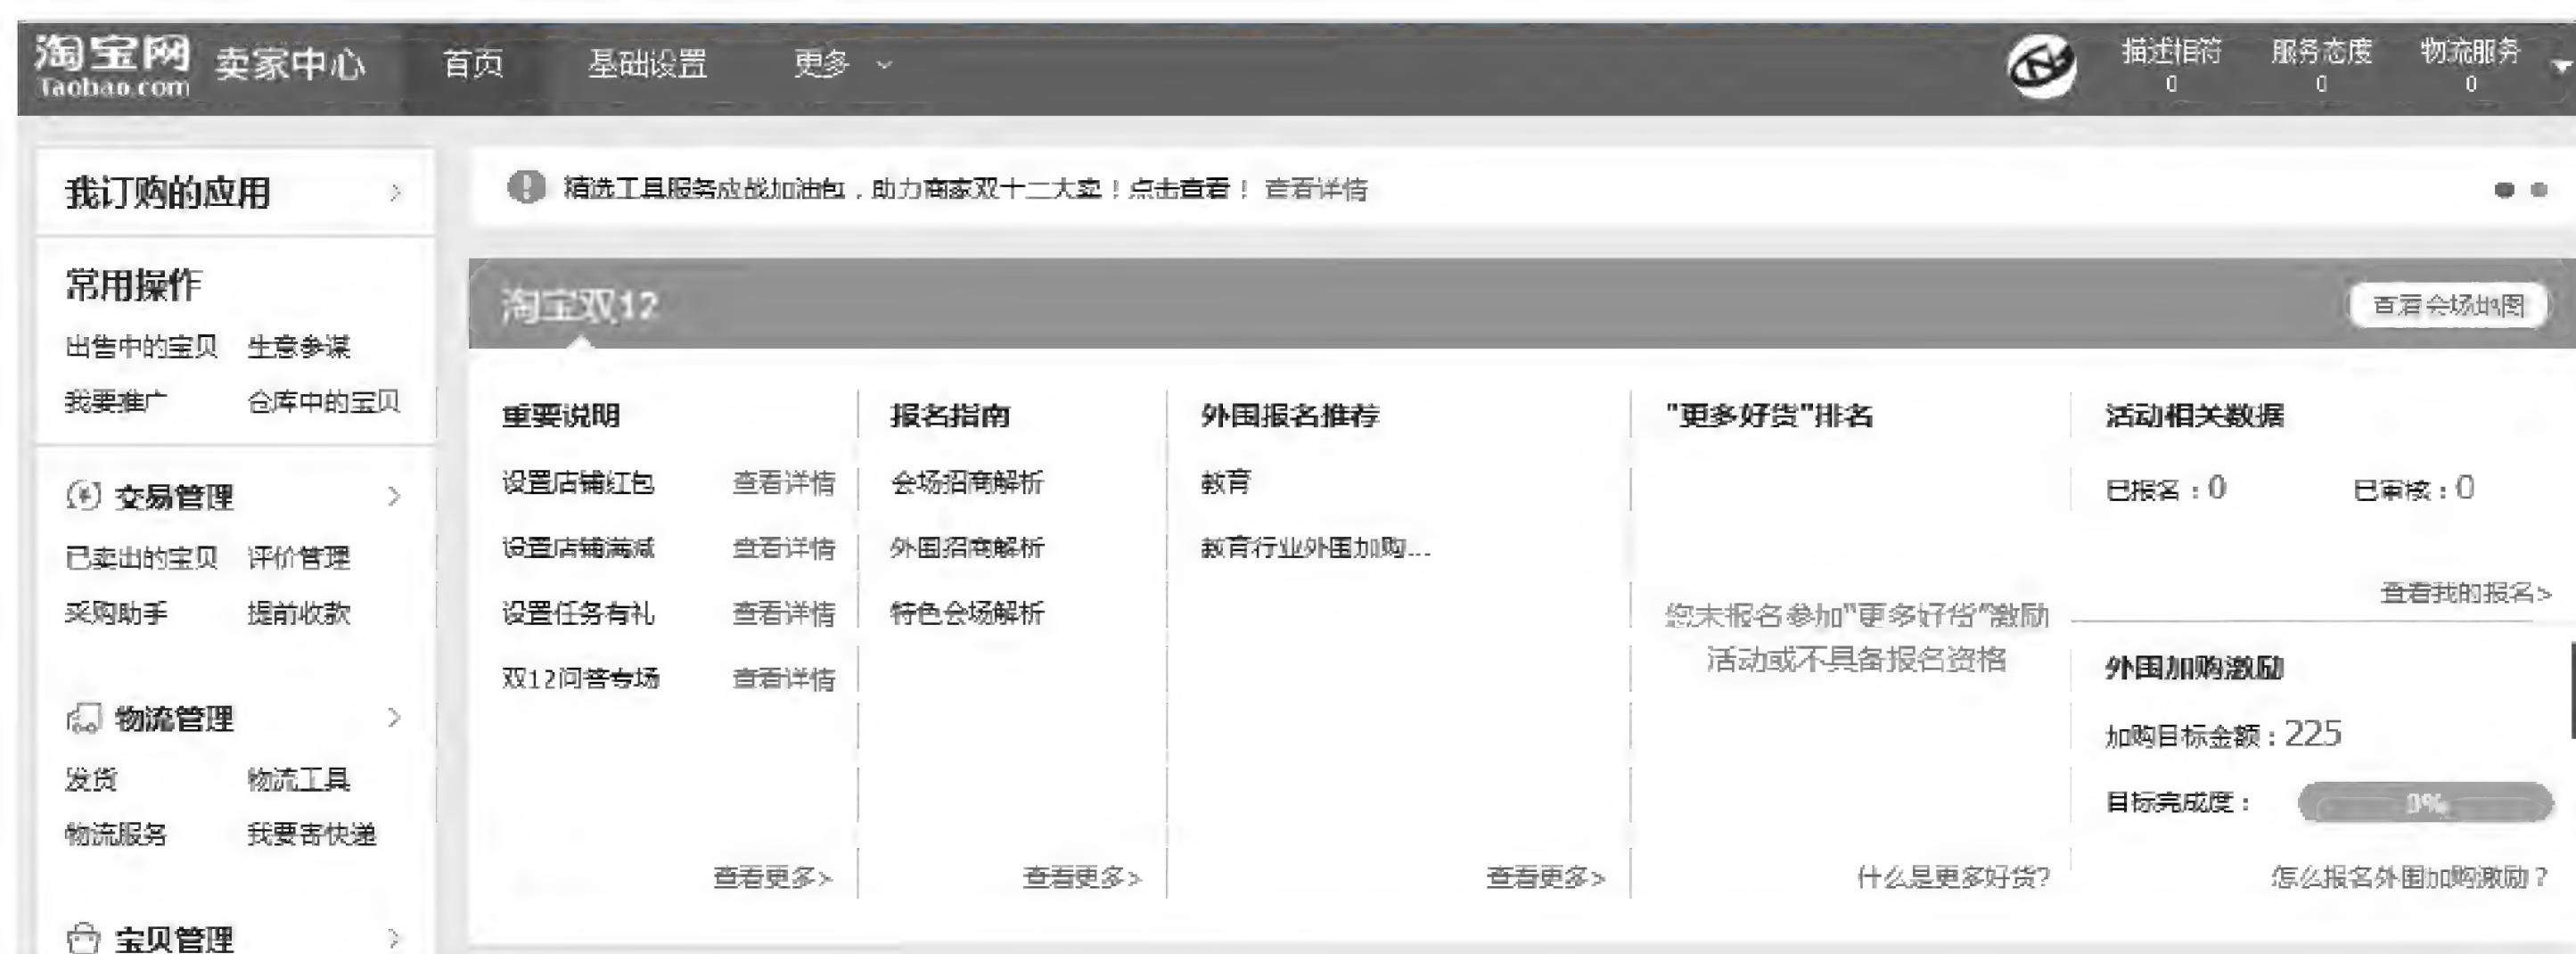 淘宝网 卖家中心 首页 基础设置 更多 描述相符 服务态度 物流服务
Taobao.com 0 0 0
我订购的应用 >
精选工具服务应战加油包，助力商家双十二大卖！点击查看！ 查看详情
常用操作
出售中的宝贝 生意参谋
我要推广 仓库中的宝贝
交易管理 >
已卖出的宝贝 评价管理
采购助手 提前收款
物流管理 >
发货 物流工具
物流服务 我要寄快递
宝贝管理 >
淘宝双12 查看会场地图
重要说明
设置店铺红包 查看详情
设置店铺满减 查看详情
设置任务有礼 查看详情
双12问答专场 查看详情
查看更多>
报名指南
会场招商解析
外围招商解析
特色会场解析
查看更多>
外围报名推荐
教育
教育行业外围加购...
查看更多>
"更多好货"排名
您未报名参加"更多好货"激励
活动或不具备报名资格
什么是更多好货?
活动相关数据
已报名：0 已审核：0
查看我的报名>
外围加购激励
加购目标金额：225
目标完成度： 0%
怎么报名外围加购激励？